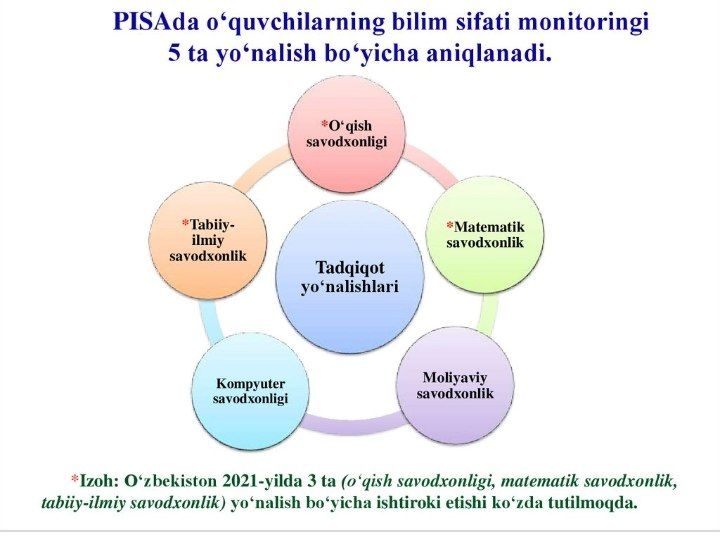 PISAda o‘quvchilarning bilim sifati monitoringi
5 ta yo‘nalish bo‘yicha aniqlanadi.
*O‘qish
savodxonligi
*Matematik
savodxonlik
Moliyaviy
savodxonlik
Kompyuter
savodxonligi
*Tabiiy-
ilmiy
savodxonlik
Tadqiqot
yo‘nalishlari
*Izoh: O‘zbekiston 2021-yilda 3 ta (o‘qish savodxonligi, matematik savodxonlik,
tabiiy-ilmiy savodxonlik) yo‘nalish bo‘yicha ishtiroki etishi ko‘zda tutilmoqda.